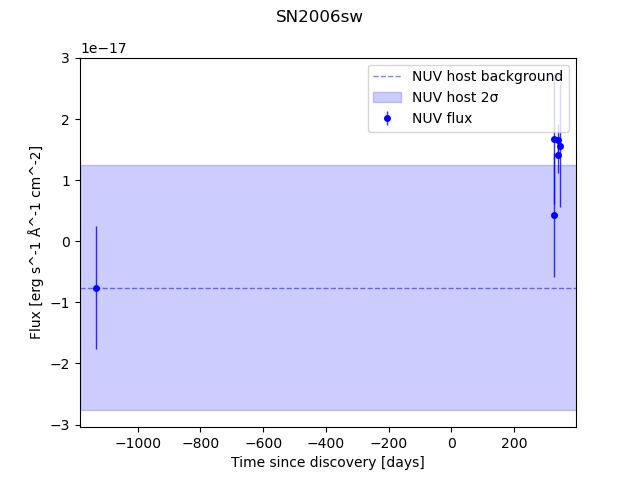 SN2006sw
1e−17
NUV host background
NUV host 2σ
NUV flux
3
2
1
0
−1
−2
−3
Flux [erg s^-1 Å^-1 cm^-2]
−1000 −800 −600 −400 −200 0 200
Time since discovery [days]